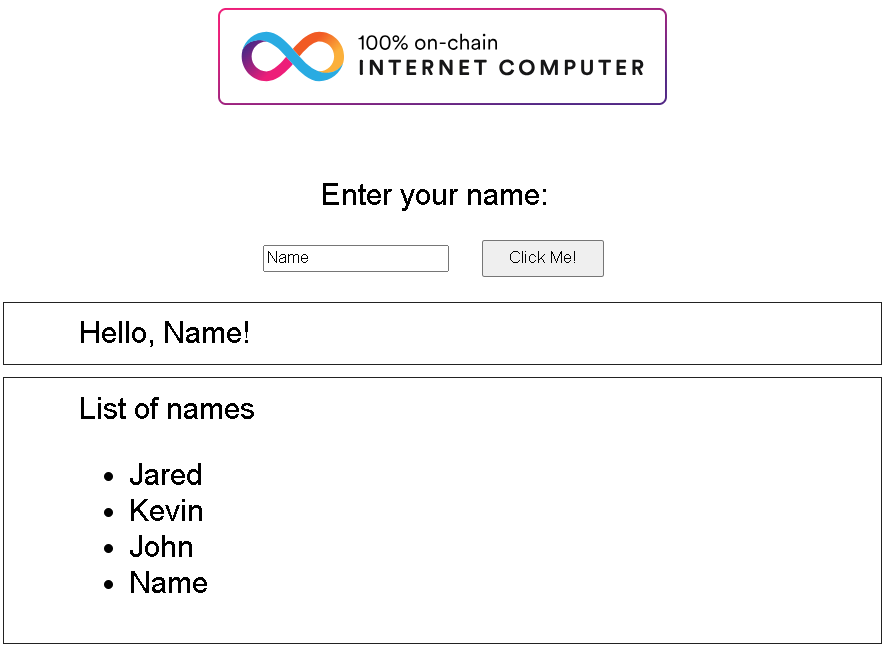 100% on-chain
INTERNET COMPUTER
Enter your name:
Name
Click Me!
Hello, Name!
List of names
Jared
Kevin
John
Name